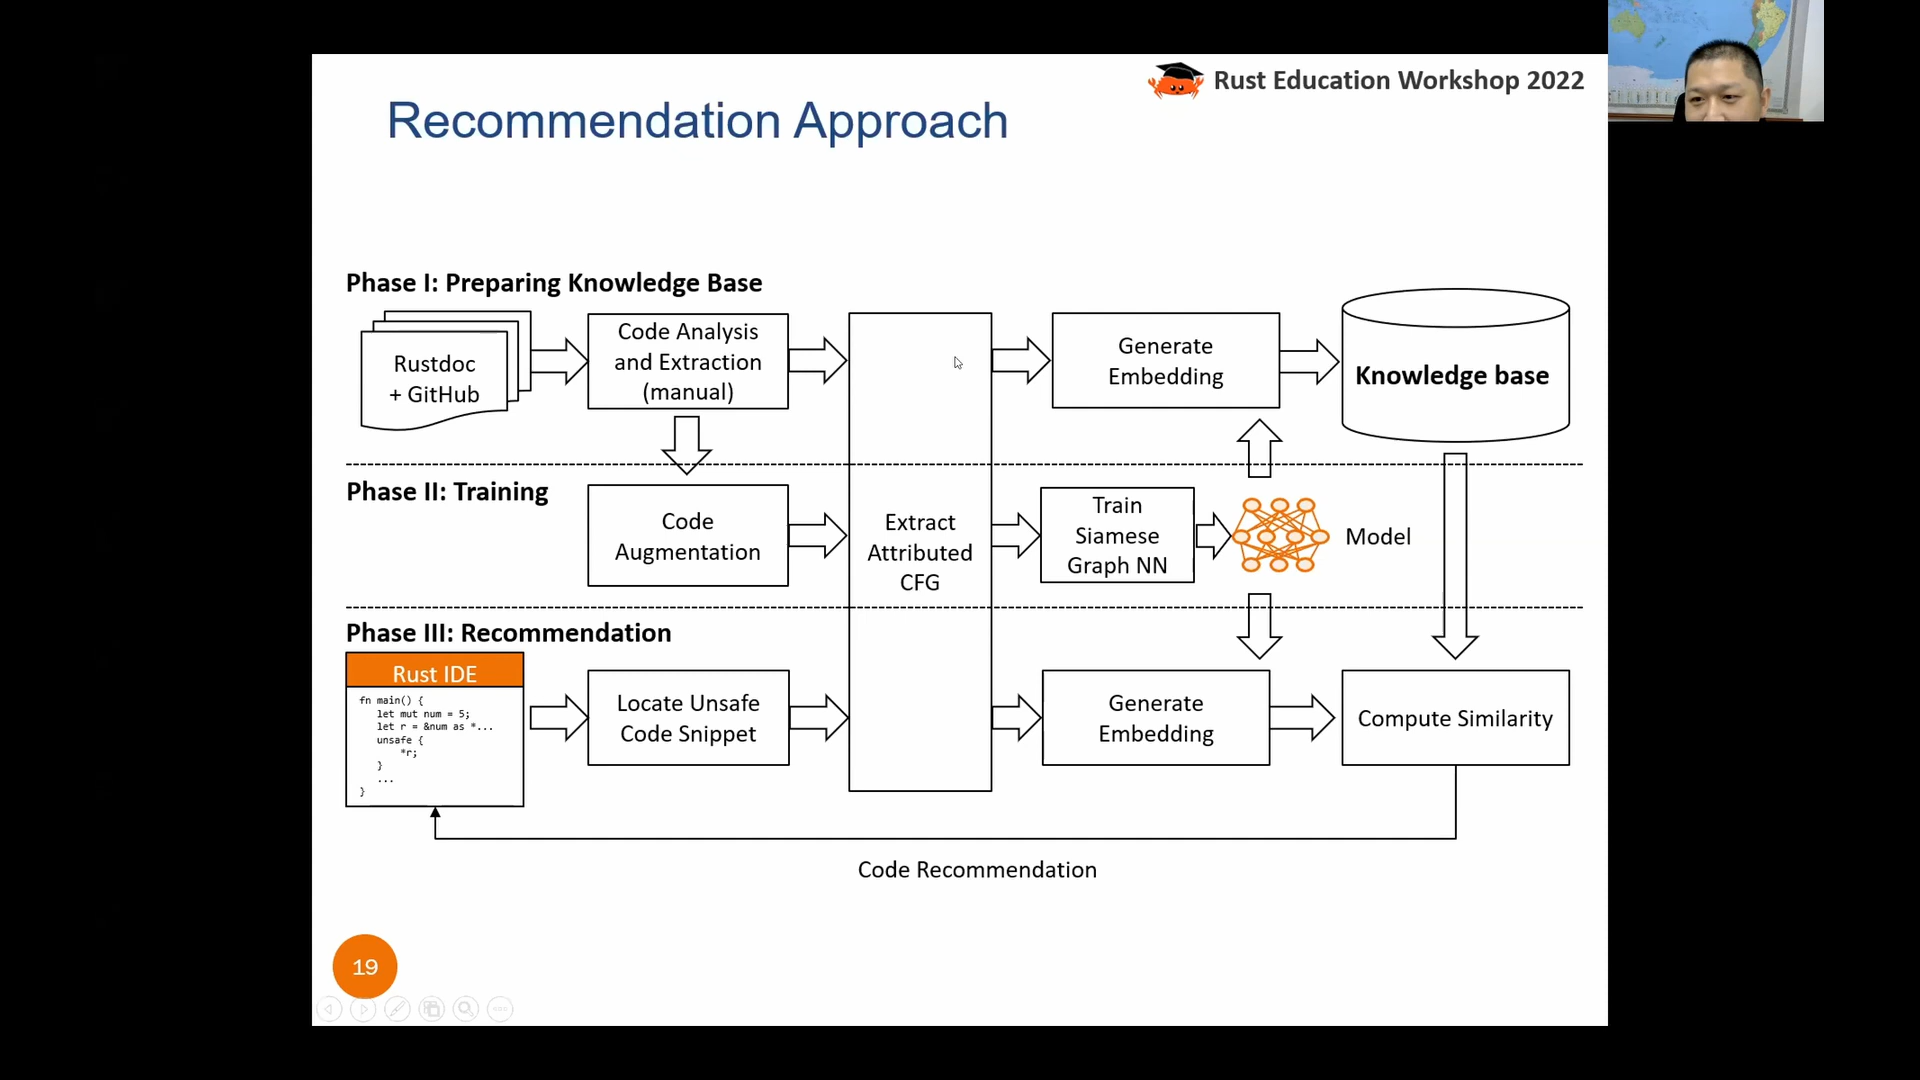 Rust Education Workshop 2022
Recommendation Approach
Phase I: Preparing Knowledge Base
Rustdoc
+ GitHub
Code Analysis
and Extraction
(manual)
Generate
Embedding
Knowledge base
Phase II: Training
Code
Augmentation
Extract
Attributed
CFG
Train
Siamese
Graph NN
Model
Phase III: Recommendation
Rust IDE
fn main() {
let mut num = 5;
let r = &num as *...
unsafe {
*r;
}
...
}
Locate Unsafe
Code Snippet
Generate
Embedding
Compute Similarity
Code Recommendation
19